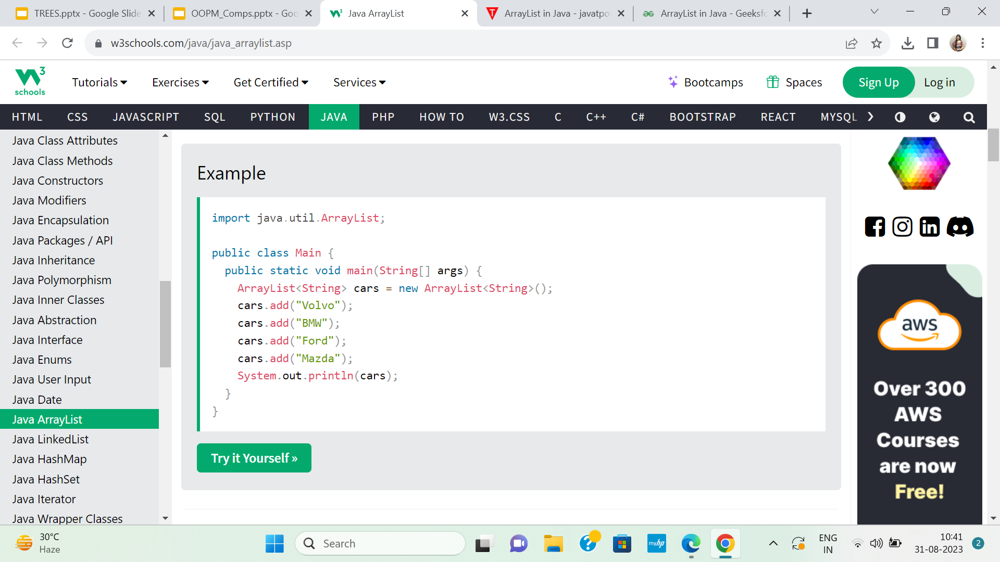 TREES.pptx - Google Slide
OOPM_Comps.pptx - Goo
Java ArrayList
ArrayList in Java - javatpo
ArrayList in Java - Geeksfo
w3schools.com/java/java_arraylist.asp
3
schools
Tutorials
Exercises
Get Certified
Services
Bootcamps
Spaces
Sign Up
Log in
HTML
CSS
JAVASCRIPT
SQL
PYTHON
JAVA
PHP
HOW TO
W3.CSS
C
C++
C#
BOOTSTRAP
REACT
MYSQL
Java Class Attributes
Java Class Methods
Java Constructors
Java Modifiers
Java Encapsulation
Java Packages / API
Java Inheritance
Java Polymorphism
Java Inner Classes
Java Abstraction
Java Interface
Java Enums
Java User Input
Java Date
Java ArrayList
Java LinkedList
Java HashMap
Java HashSet
Java Iterator
Java Wrapper Classes
Example
import java.util.ArrayList;
public class Main {
public static void main(String[] args) {
ArrayList<String> cars = new ArrayList<String>();
cars.add("Volvo");
cars.add("BMW");
cars.add("Ford");
cars.add("Mazda");
System.out.println(cars);
}
}
Try it Yourself »
aws
Over 300
AWS
Courses
are now
Free!
30°C
Haze
Search
myhp
ENG
IN
10:41
31-08-2023
2